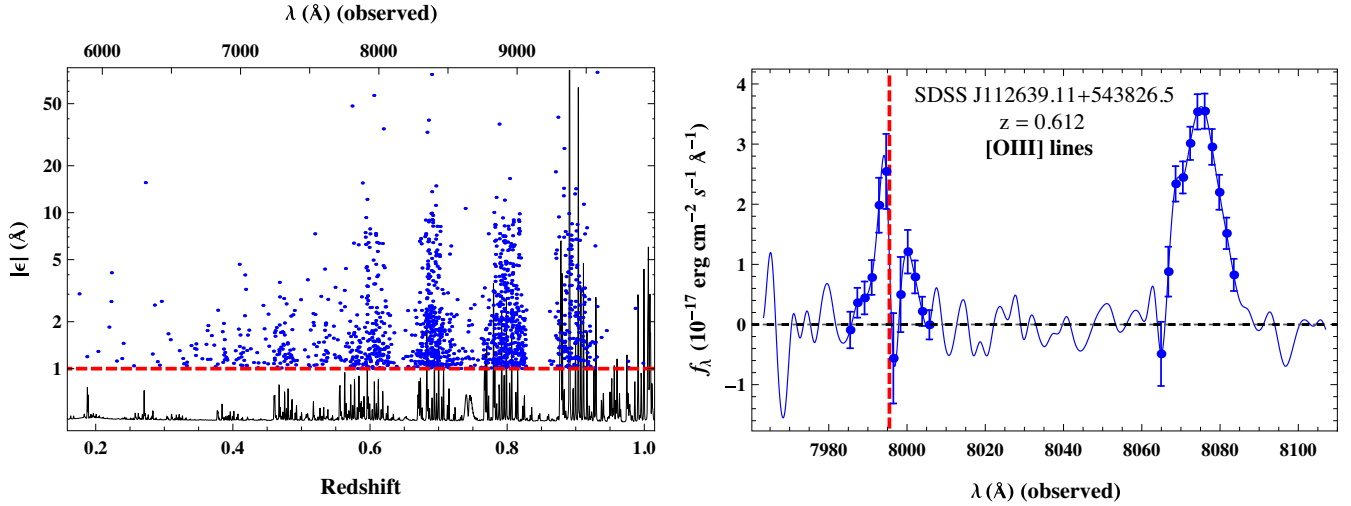 λ (Å) (observed)
6000 7000 8000 9000
|ϵ| (Å)
50
20
10
5
2
1
0.2 0.4 0.6 0.8 1.0
Redshift
SDSS J112639.11+543826.5
z = 0.612
[OIII] lines
f_λ (10⁻¹⁷ erg cm⁻² s⁻¹ Å⁻¹)
4
3
2
1
0
-1
7980 8000 8020 8040 8060 8080 8100
λ (Å) (observed)